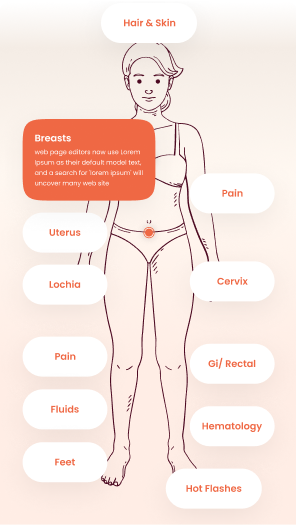 Hair & Skin
Breasts
web page editors now use Lorem
ipsum as their default model text,
and a search for 'lorem ipsum' will
uncover many web site
Pain
Uterus
Lochia
Cervix
Pain
Gi/ Rectal
Fluids
Hematology
Feet
Hot Flashes